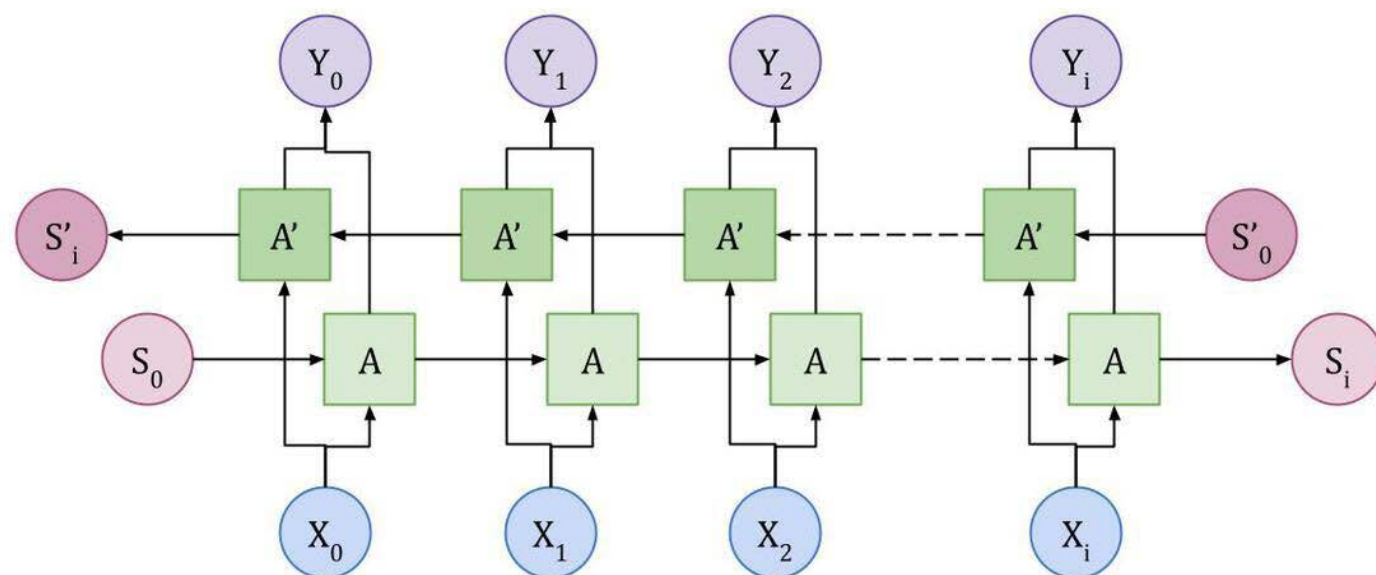 Y₀ Y₁ Y₂ Yᵢ
S’ᵢ A’ A’ A’ A’ S’₀
S₀ A A A A Sᵢ
X₀ X₁ X₂ Xᵢ